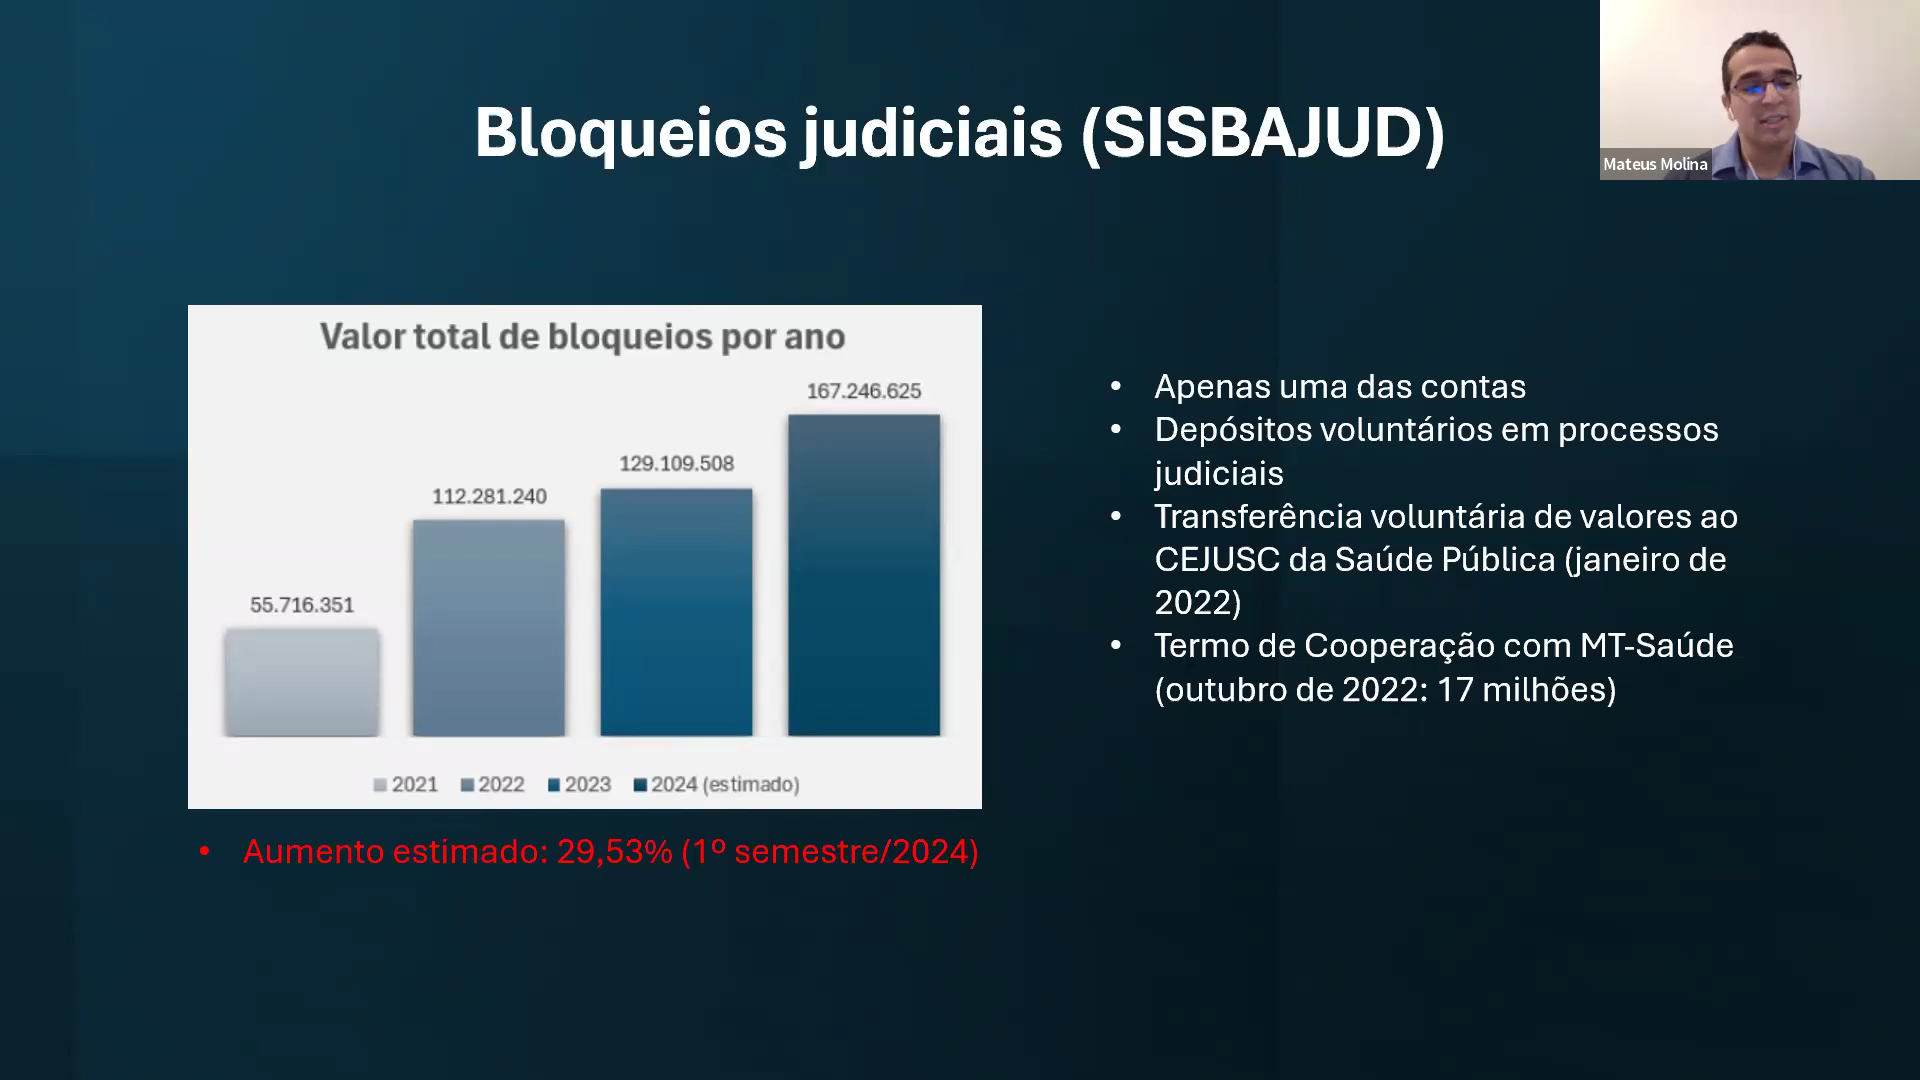 Bloqueios judiciais (SISBAJUD)
Mateus Molina
Valor total de bloqueios por ano
167.246.625
129.109.508
112.281.240
55.716.351
2021 2022 2023 2024 (estimado)
• Aumento estimado: 29,53% (1º semestre/2024)
• Apenas uma das contas
• Depósitos voluntários em processos
judiciais
• Transferência voluntária de valores ao
CEJUSC da Saúde Pública (janeiro de
2022)
• Termo de Cooperação com MT-Saúde
(outubro de 2022: 17 milhões)